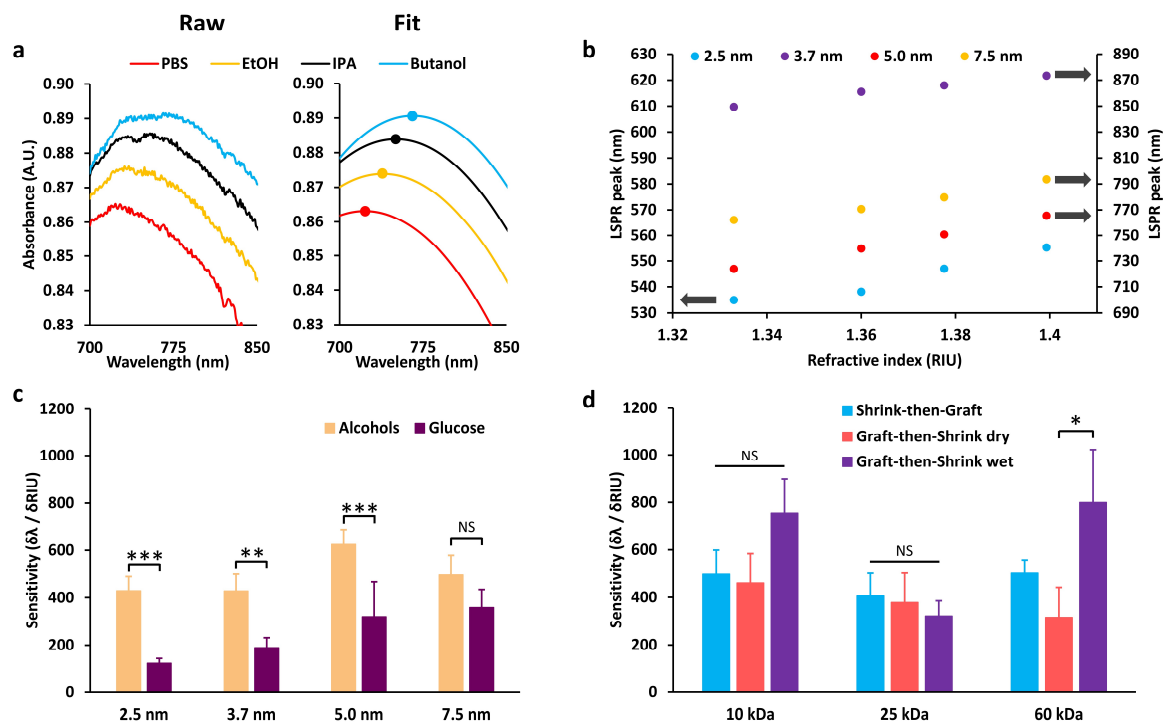 Raw
Fit
a
PBS
EtOH
IPA
Butanol
0.90
0.89
0.88
0.87
0.86
0.85
0.84
0.83
Absorbance (A.U.)
700
775
850
Wavelength (nm)
0.90
0.89
0.88
0.87
0.86
0.85
0.84
0.83
700
775
850
Wavelength (nm)
b
2.5 nm
3.7 nm
5.0 nm
7.5 nm
630
620
610
600
590
580
570
560
550
540
530
LSPR peak (nm)
890
870
850
830
810
790
770
750
730
710
690
LSPR peak (nm)
1.32
1.34
1.36
1.38
1.4
Refractive index (RIU)
c
Alcohols
Glucose
1200
1000
800
600
400
200
0
Sensitivity (δλ / δRIU)
***
**
***
NS
2.5 nm
3.7 nm
5.0 nm
7.5 nm
d
Shrink-then-Graft
Graft-then-Shrink dry
Graft-then-Shrink wet
1200
1000
800
600
400
200
0
Sensitivity (δλ / δRIU)
NS
NS
*
10 kDa
25 kDa
60 kDa